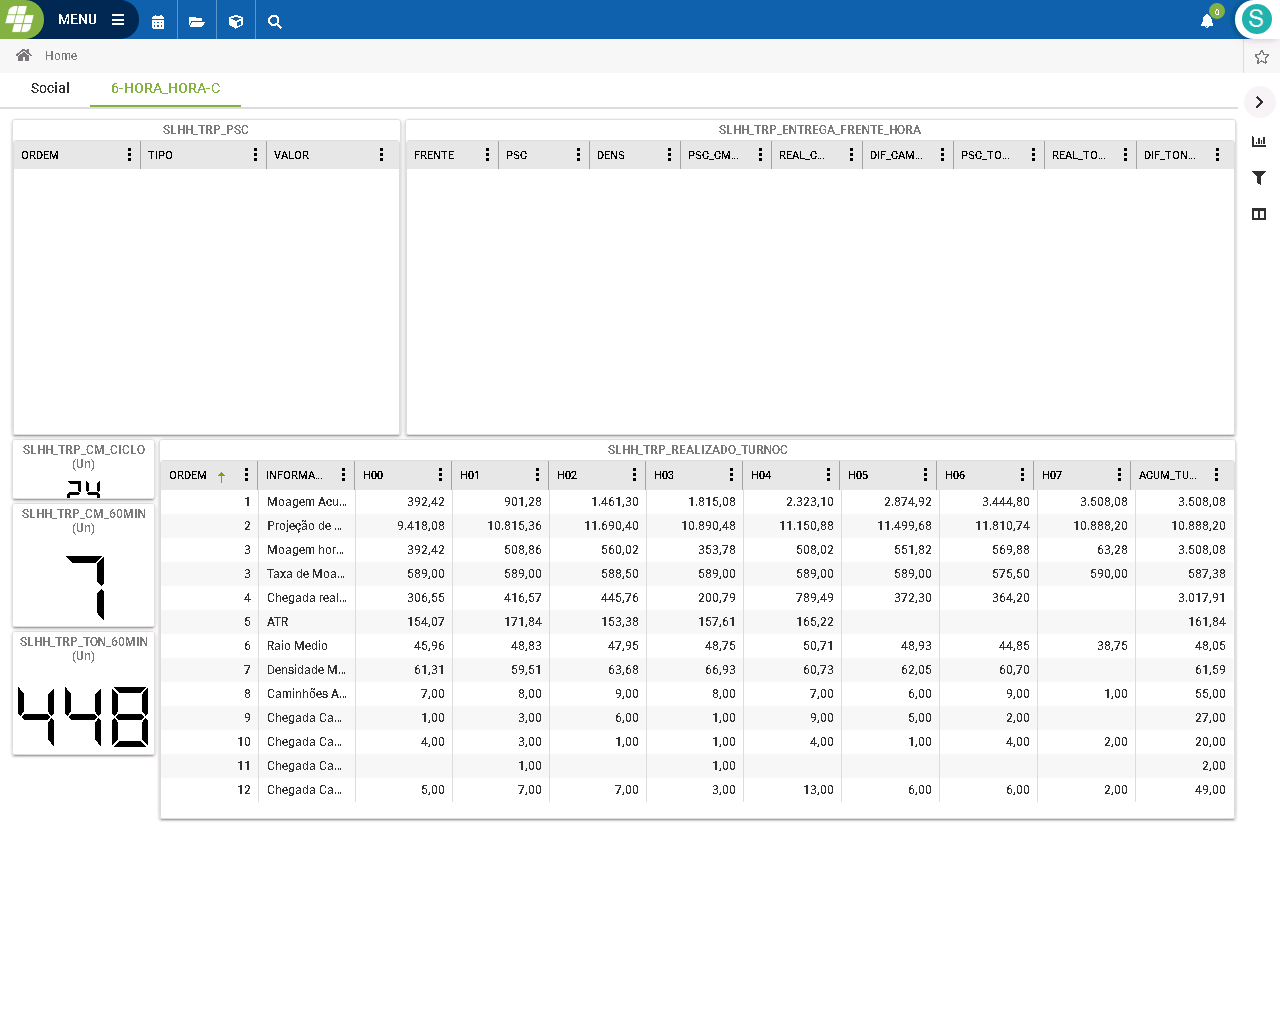 MENU
0
S
Home
Social 6-HORA_HORA-C
SLHH_TRP_PSC
ORDEM TIPO VALOR
SLHH_TRP_ENTREGA_FRENTE_HORA
FRENTE PSC DENS PSC_CM... REAL_C... DIF_CAM... PSC_TO... REAL_TO... DIF_TON...
SLHH_TRP_CM_CICLO
(Un)
24
SLHH_TRP_CM_60MIN
(Un)
7
SLHH_TRP_TON_60MIN
(Un)
448
SLHH_TRP_REALIZADO_TURNOC
ORDEM INFORMA... H00 H01 H02 H03 H04 H05 H06 H07 ACUM_TU...
1 Moagem Acu... 392,42 901,28 1.461,30 1.815,08 2.323,10 2.874,92 3.444,80 3.508,08 3.508,08
2 Projeção de ... 9.418,08 10.815,36 11.690,40 10.890,48 11.150,88 11.499,68 11.810,74 10.888,20 10.888,20
3 Moagem hor... 392,42 508,86 560,02 353,78 508,02 551,82 569,88 63,28 3.508,08
3 Taxa de Moa... 589,00 589,00 588,50 589,00 589,00 589,00 575,50 590,00 587,38
4 Chegada real... 306,55 416,57 445,76 200,79 789,49 372,30 364,20 3.017,91
5 ATR 154,07 171,84 153,38 157,61 165,22 161,84
6 Raio Medio 45,96 48,83 47,95 48,75 50,71 48,93 44,85 38,75 48,05
7 Densidade M... 61,31 59,51 63,68 66,93 60,73 62,05 60,70 61,59
8 Caminhões A... 7,00 8,00 9,00 8,00 7,00 6,00 9,00 1,00 55,00
9 Chegada Ca... 1,00 3,00 6,00 1,00 9,00 5,00 2,00 27,00
10 Chegada Ca... 4,00 3,00 1,00 1,00 4,00 1,00 4,00 2,00 20,00
11 Chegada Ca... 1,00 1,00 2,00
12 Chegada Ca... 5,00 7,00 7,00 3,00 13,00 6,00 6,00 2,00 49,00